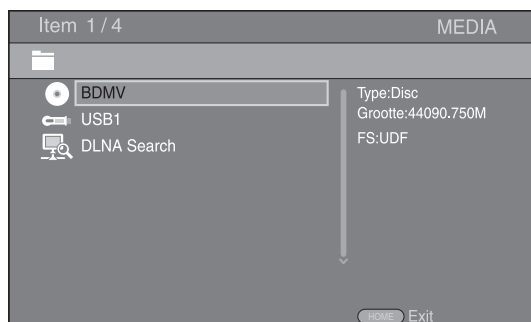 Item 1/4
MEDIA
BDMV
USB1
DLNA Search
Type:Disc
Grootte:44090.750M
FS:UDF
HOME Exit